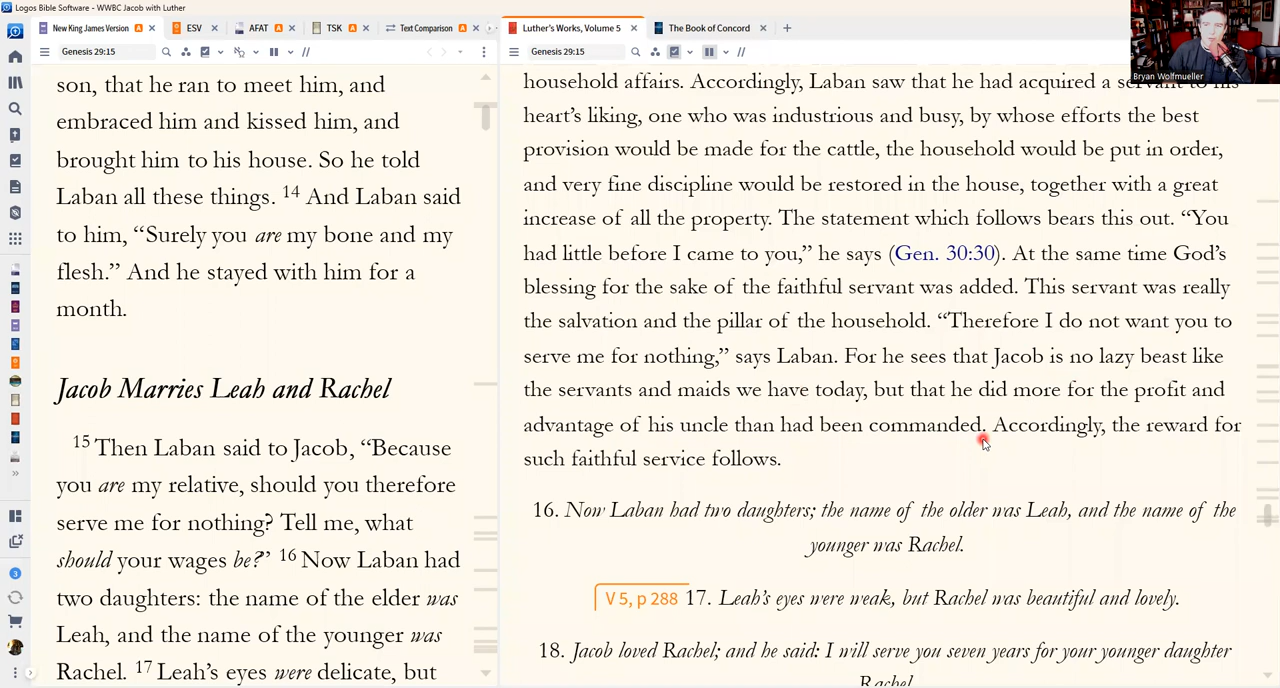 Logos Bible Software - WWBC Jacob with Luther
New King James Version A
ESV
AFAT A
TSK A
Text Comparison A
Luther's Works, Volume 5
The Book of Concord
Genesis 29:15
Genesis 29:15
Bryan Wolfmueller
son, that he ran to meet him, and
embraced him and kissed him, and
brought him to his house. So he told
Laban all these things. 14 And Laban said
to him, “Surely you are my bone and my
flesh.” And he stayed with him for a
month.
Jacob Marries Leah and Rachel
15 Then Laban said to Jacob, “Because
you are my relative, should you therefore
serve me for nothing? Tell me, what
should your wages be?” 16 Now Laban had
two daughters: the name of the elder was
Leah, and the name of the younger was
Rachel. 17 Leah’s eyes were delicate, but
household affairs. Accordingly, Laban saw that he had acquired a servant to his
heart’s liking, one who was industrious and busy, by whose efforts the best
provision would be made for the cattle, the household would be put in order,
and very fine discipline would be restored in the house, together with a great
increase of all the property. The statement which follows bears this out. “You
had little before I came to you,” he says (Gen. 30:30). At the same time God’s
blessing for the sake of the faithful servant was added. This servant was really
the salvation and the pillar of the household. “Therefore I do not want you to
serve me for nothing,” says Laban. For he sees that Jacob is no lazy beast like
the servants and maids we have today, but that he did more for the profit and
advantage of his uncle than had been commanded. Accordingly, the reward for
such faithful service follows.
16. Now Laban had two daughters; the name of the older was Leah, and the name of the
younger was Rachel.
V 5, p 288 17. Leah’s eyes were weak, but Rachel was beautiful and lovely.
18. Jacob loved Rachel; and he said: I will serve you seven years for your younger daughter
Rachel.
3